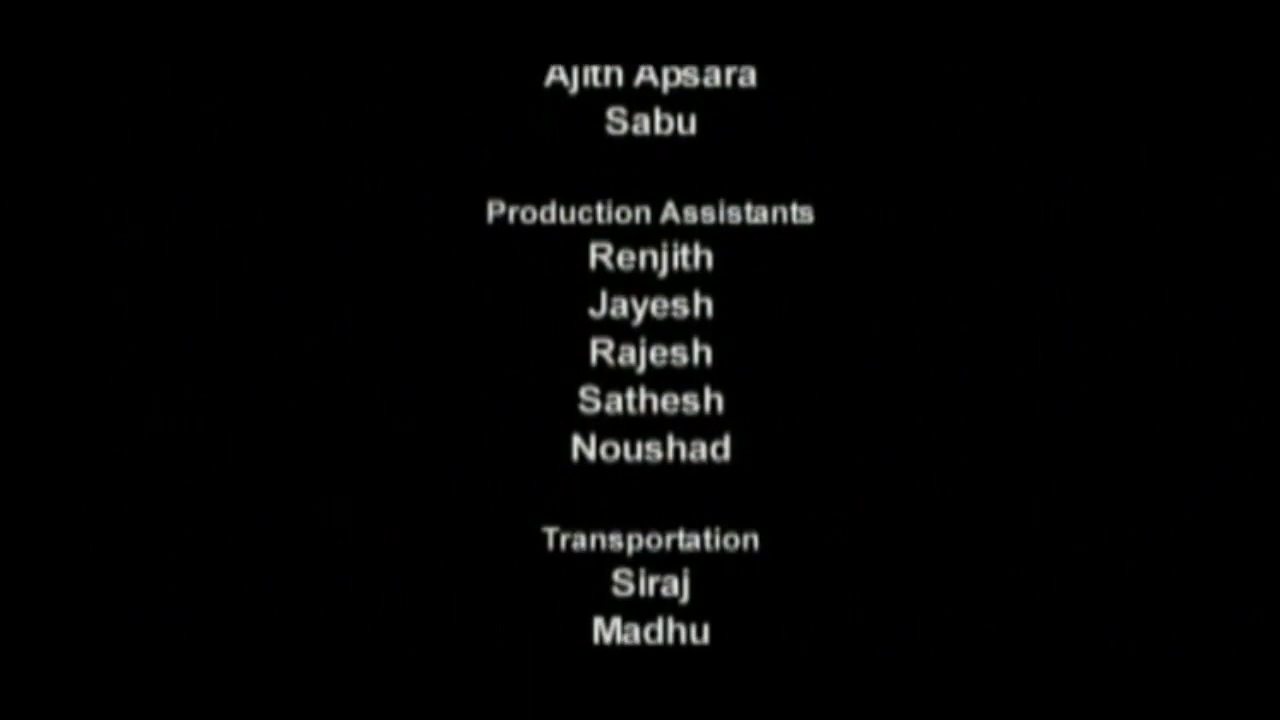 Ajith Apsara
Sabu
Production Assistants
Renjith
Jayesh
Rajesh
Sathesh
Noushad
Transportation
Siraj
Madhu